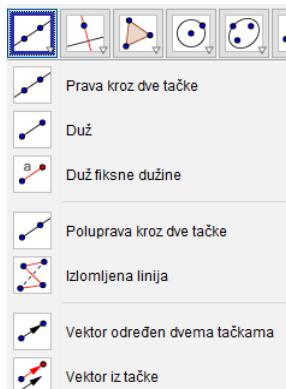 Prava kroz dve tačke
Duž
a
Duž fiksne dužine
Poluprava kroz dve tačke
Izlomljena linija
Vektor određen dvema tačkama
Vektor iz tačke